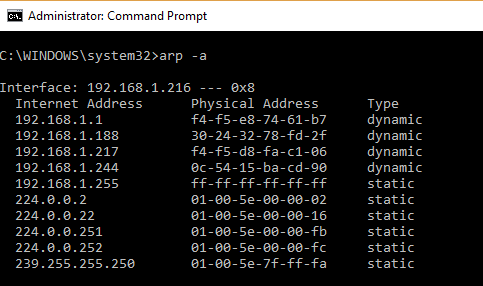 Administrator: Command Prompt
C:\WINDOWS\system32>arp -a
Interface: 192.168.1.216 --- 0x8
Internet Address Physical Address Type
192.168.1.1 f4-f5-e8-74-61-b7 dynamic
192.168.1.188 30-24-32-78-fd-2f dynamic
192.168.1.217 f4-f5-d8-fa-c1-06 dynamic
192.168.1.244 0c-54-15-ba-cd-90 dynamic
192.168.1.255 ff-ff-ff-ff-ff-ff static
224.0.0.2 01-00-5e-00-00-02 static
224.0.0.22 01-00-5e-00-00-16 static
224.0.0.251 01-00-5e-00-00-fb static
224.0.0.252 01-00-5e-00-00-fc static
239.255.255.250 01-00-5e-7f-ff-fa static